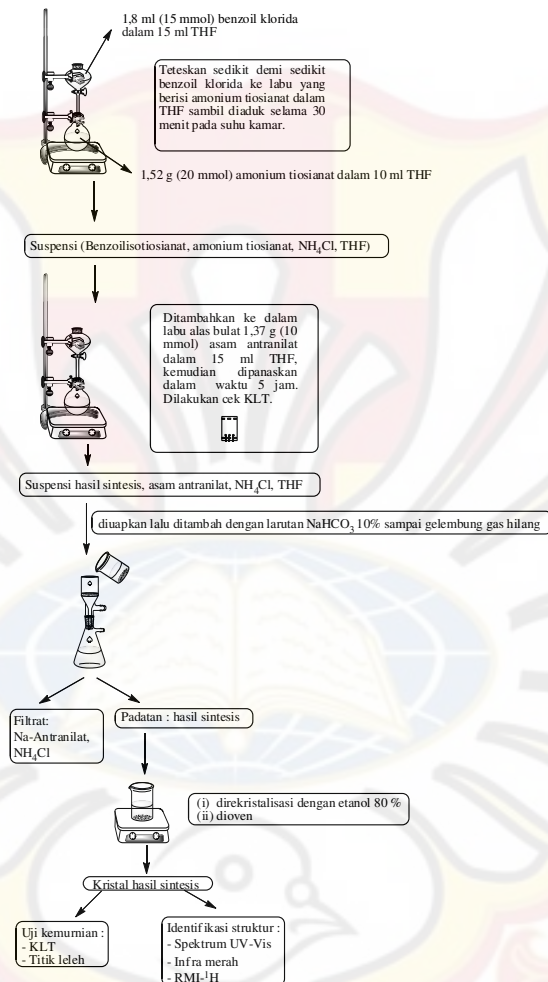 1,8 ml (15 mmol) benzoil klorida
dalam 15 ml THF
Teteskan sedikit demi sedikit
benzoil klorida ke labu yang
berisi amonium tiosianat dalam
THF sambil diaduk selama 30
menit pada suhu kamar.
1,52 g (20 mmol) amonium tiosianat dalam 10 ml THF
Suspensi (Benzoilisotiosianat, amonium tiosianat, NH₄Cl, THF)
Ditambahkan ke dalam
labu alas bulat 1,37 g (10
mmol) asam antranilat
dalam 15 ml THF,
kemudian dipanaskan
dalam waktu 5 jam.
Dilakukan cek KLT.
Suspensi hasil sintesis, asam antranilat, NH₄Cl, THF
diuapkan lalu ditambah dengan larutan NaHCO₃ 10% sampai gelembung gas hilang
Filtrat:
Na-Antranilat,
NH₄Cl
Padatan : hasil sintesis
(i) direkristalisasi dengan etanol 80 %
(ii) dioven
Kristal hasil sintesis
Uji kemurnian :
- KLT
- Titik leleh
Identifikasi struktur :
- Spektrum UV-Vis
- Infra merah
- RMI-¹H